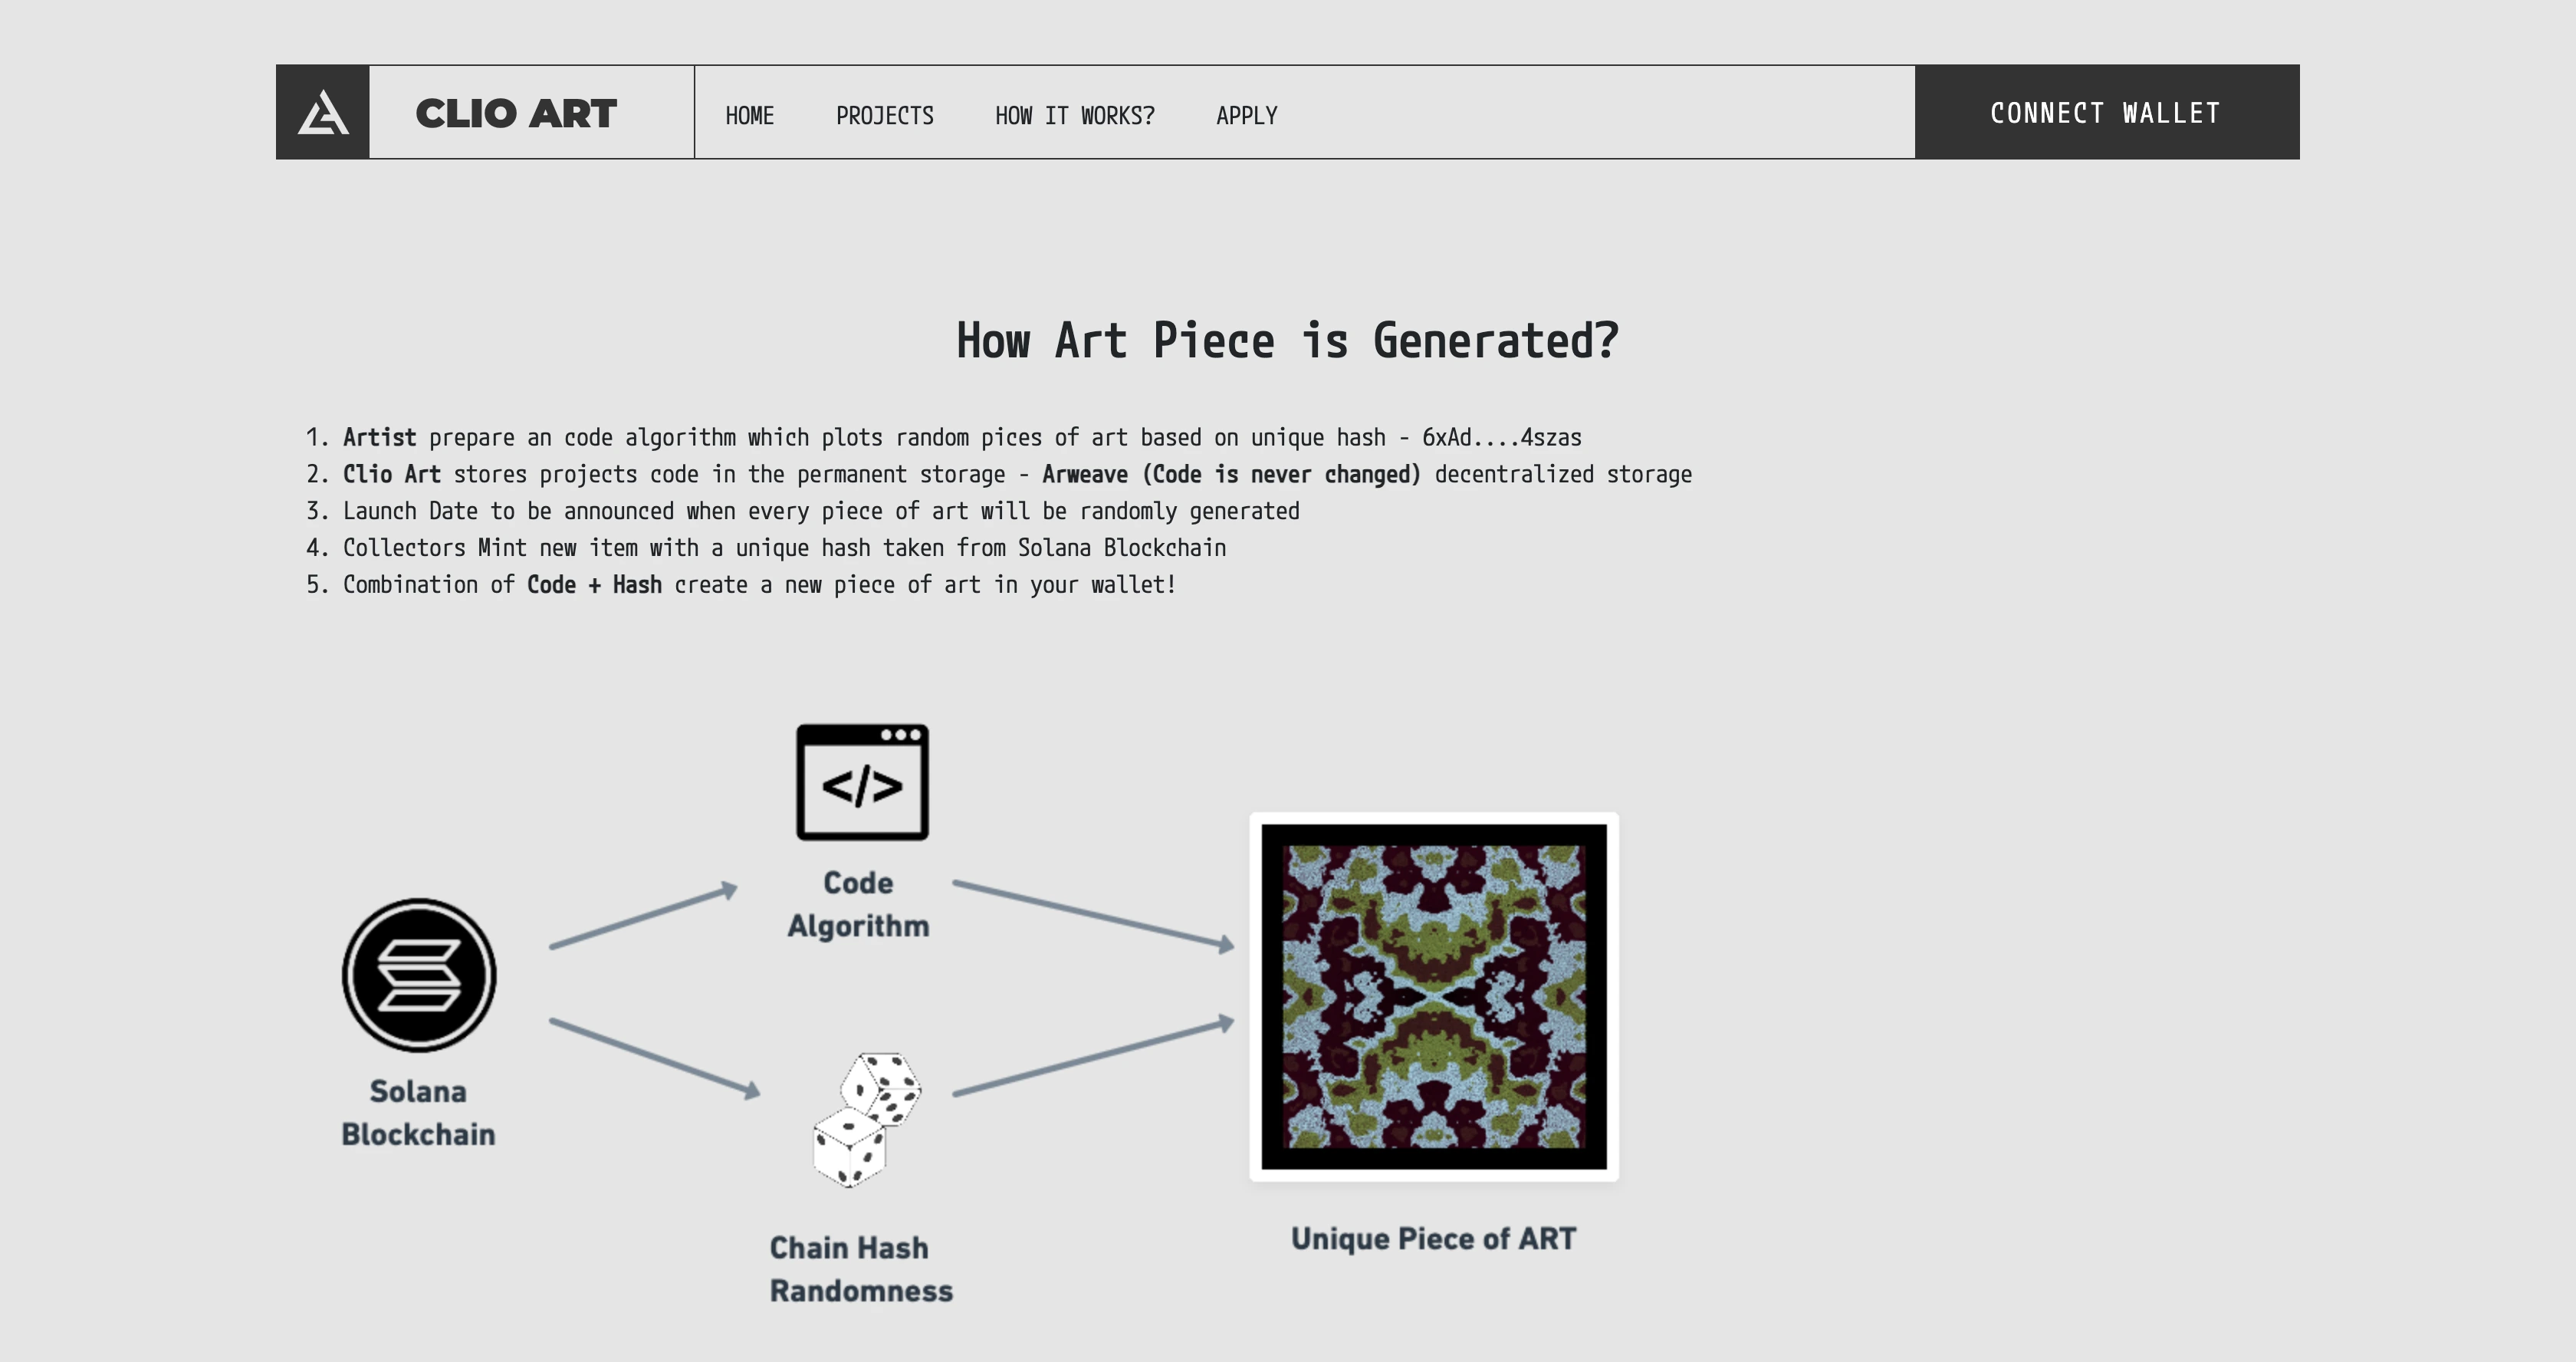 CLIO ART
HOME
PROJECTS
HOW IT WORKS?
APPLY
CONNECT WALLET
How Art Piece is Generated?
1. Artist prepare an code algorithm which plots random pices of art based on unique hash - 6xAd....4szas
2. Clio Art stores projects code in the permanent storage - Arweave (Code is never changed) decentralized storage
3. Launch Date to be announced when every piece of art will be randomly generated
4. Collectors Mint new item with a unique hash taken from Solana Blockchain
5. Combination of Code + Hash create a new piece of art in your wallet!
</>
Code
Algorithm
Solana
Blockchain
Chain Hash
Randomness
Unique Piece of ART